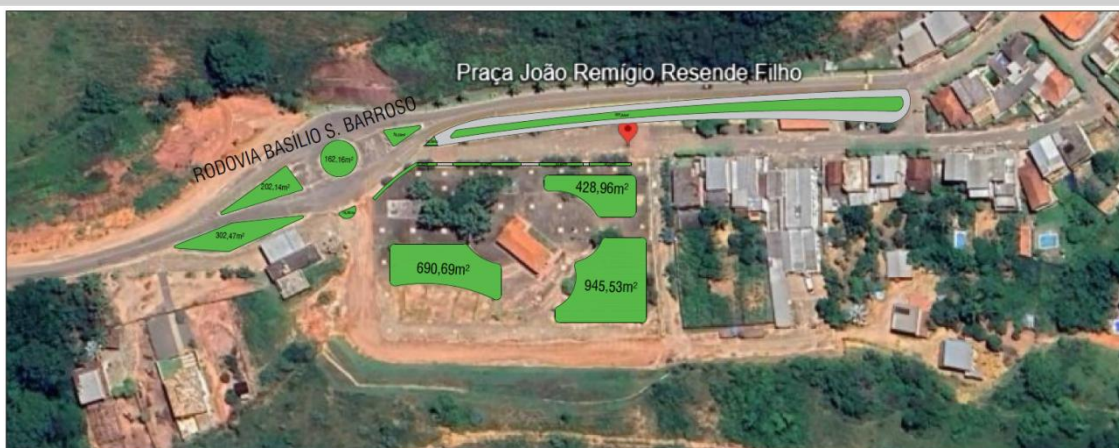 Praça João Remígio Resende Filho
RODOVIA BASÍLIO S. BARROSO
162,16m²
202,14m²
302,47m²
428,96m²
690,69m²
945,53m²